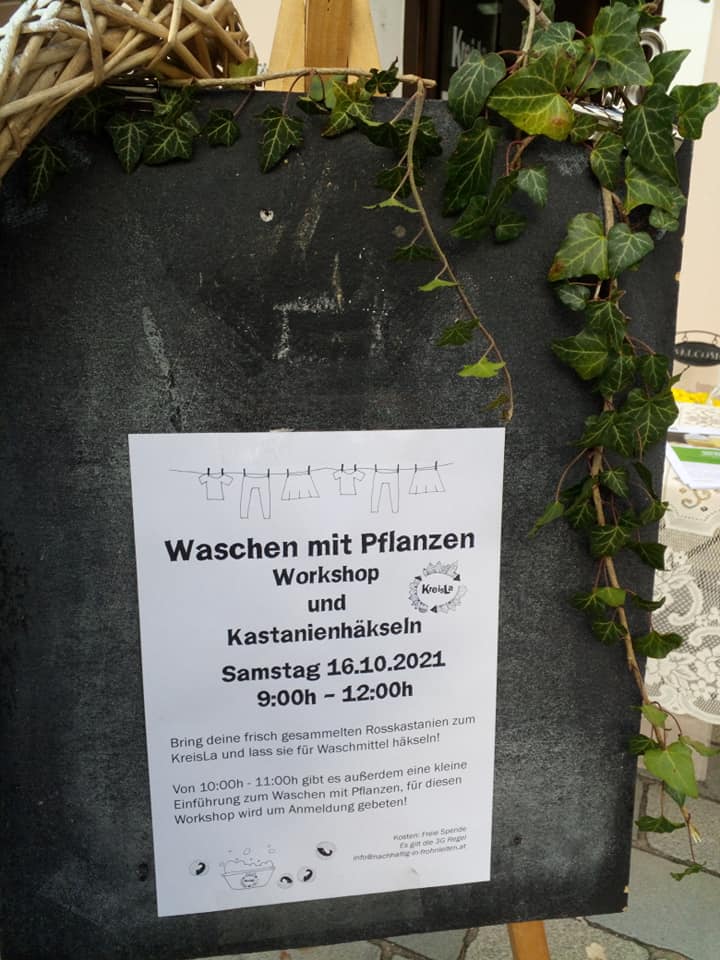 KreisLa
WELCOME
Waschen mit Pflanzen
Workshop
KreisLa
und
Kastanienhäkseln
Samstag 16.10.2021
9:00h – 12:00h
Bring deine frisch gesammelten Rosskastanien zum
KreisLa und lass sie für Waschmittel häkseln!
Von 10:00h - 11:00h gibt es außerdem eine kleine
Einführung zum Waschen mit Pflanzen, für diesen
Workshop wird um Anmeldung gebeten!
Kosten: Freie Spende
Es gilt die 3G Regel
info@nachhaltig-in-frohnleiten.at